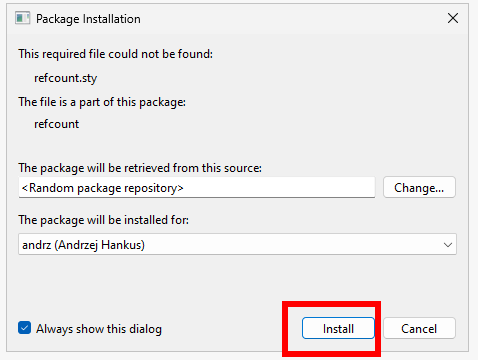 Package Installation
This required file could not be found:
refcount.sty
The file is a part of this package:
refcount
The package will be retrieved from this source:
<Random package repository>
Change...
The package will be installed for:
andrz (Andrzej Hankus)
Always show this dialog
Install
Cancel